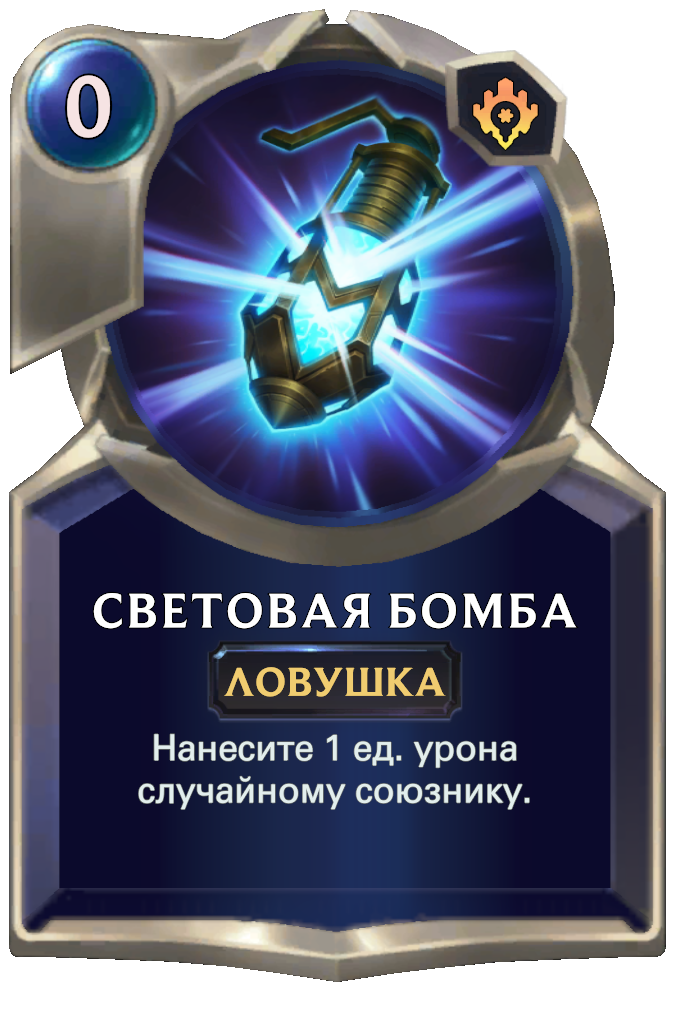 0
СВЕТОВАЯ БОМБА
ЛОВУШКА
Нанесите 1 ед. урона
случайному союзнику.